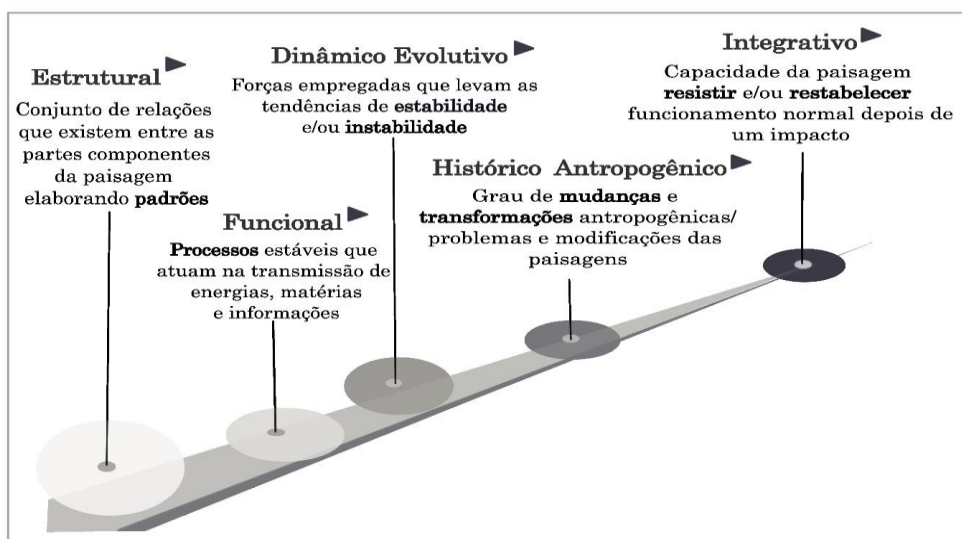 Estrutural
Conjunto de relações
que existem entre as
partes componentes
da paisagem
elaborando padrões
Funcional
Processos estáveis que
atuam na transmissão de
energias, matérias
e informações
Dinâmico Evolutivo
Forças empregadas que levam as
tendências de estabilidade
e/ou instabilidade
Histórico Antropogênico
Grau de mudanças e
transformações antropogênicas/
problemas e modificações das
paisagens
Integrativo
Capacidade da paisagem
resistir e/ou restabelecer
funcionamento normal depois de
um impacto